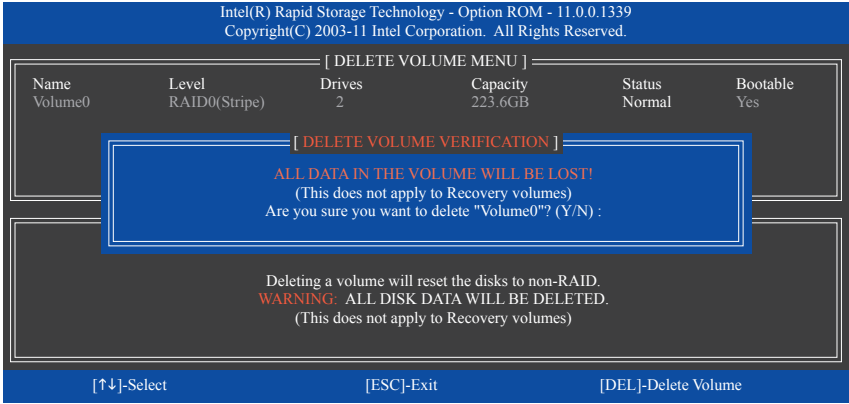 Intel(R) Rapid Storage Technology - Option ROM - 11.0.0.1339
Copyright(C) 2003-11 Intel Corporation.  All Rights Reserved.
[ DELETE VOLUME MENU ]
Name Level Drives Capacity Status Bootable
Volume0 RAID0(Stripe) 2 223.6GB Normal Yes
[ DELETE VOLUME VERIFICATION ]
ALL DATA IN THE VOLUME WILL BE LOST!
(This does not apply to Recovery volumes)
Are you sure you want to delete "Volume0"? (Y/N) :
Deleting a volume will reset the disks to non-RAID.
WARNING:  ALL DISK DATA WILL BE DELETED.
(This does not apply to Recovery volumes)
[↑↓]-Select [ESC]-Exit [DEL]-Delete Volume